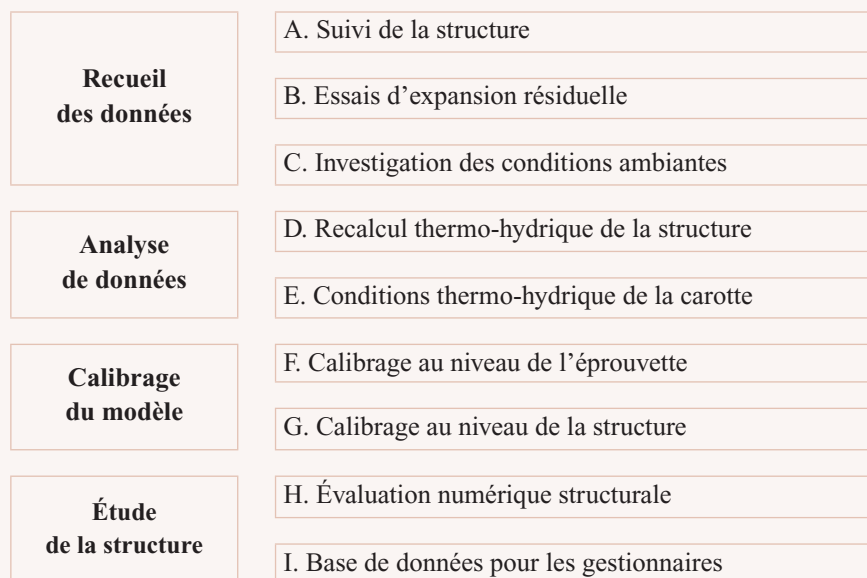 Recueil
des données
A. Suivi de la structure
B. Essais d’expansion résiduelle
C. Investigation des conditions ambiantes
Analyse
de données
D. Recalcul thermo-hydrique de la structure
E. Conditions thermo-hydrique de la carotte
Calibrage
du modèle
F. Calibrage au niveau de l’éprouvette
G. Calibrage au niveau de la structure
Étude
de la structure
H. Évaluation numérique structurale
I. Base de données pour les gestionnaires